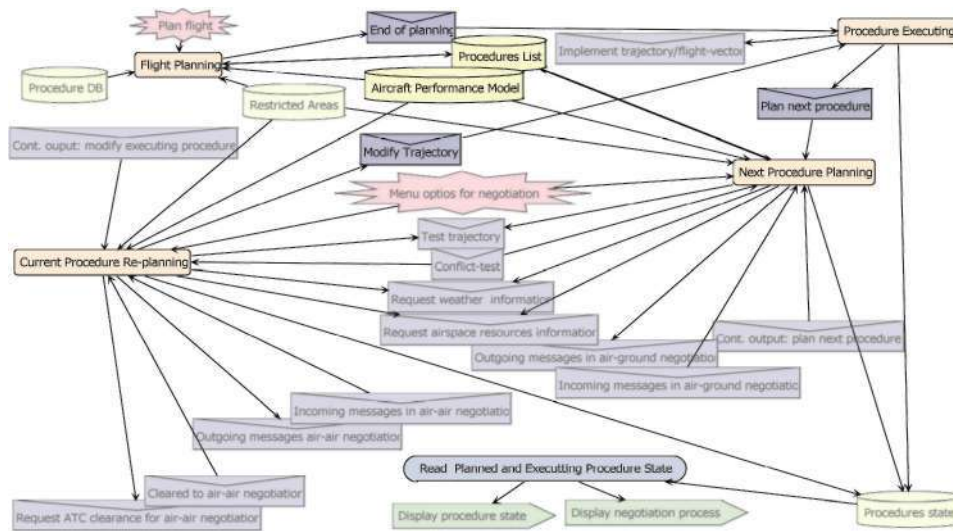 Plan flight
End of planning
Procedure Executing
Implement trajectory/flight-vector
Flight Planning
Procedures List
Procedure DB
Aircraft Performance Model
Restricted Areas
Plan next procedure
Cont. ouput: modify executing procedure
Modify Trajectory
Next Procedure Planning
Menu optios for negotiation
Test trajectory
Current Procedure Re-planning
Conflict-test
Request weather informatior
Request airspace resources information
Cont. output: plan next procedure
Outgoing messages in air-ground negotiation
Incoming messages in air-ground negotiatio
Incoming messages in air-air negotiatio
Outgoing messages air-air negotiation
Read Planned and Executting Procedure State
Cleared to air-air negotiation
Request ATC clearance for air-air negotiation
Display procedure state
Display negotiation process
Procedures state